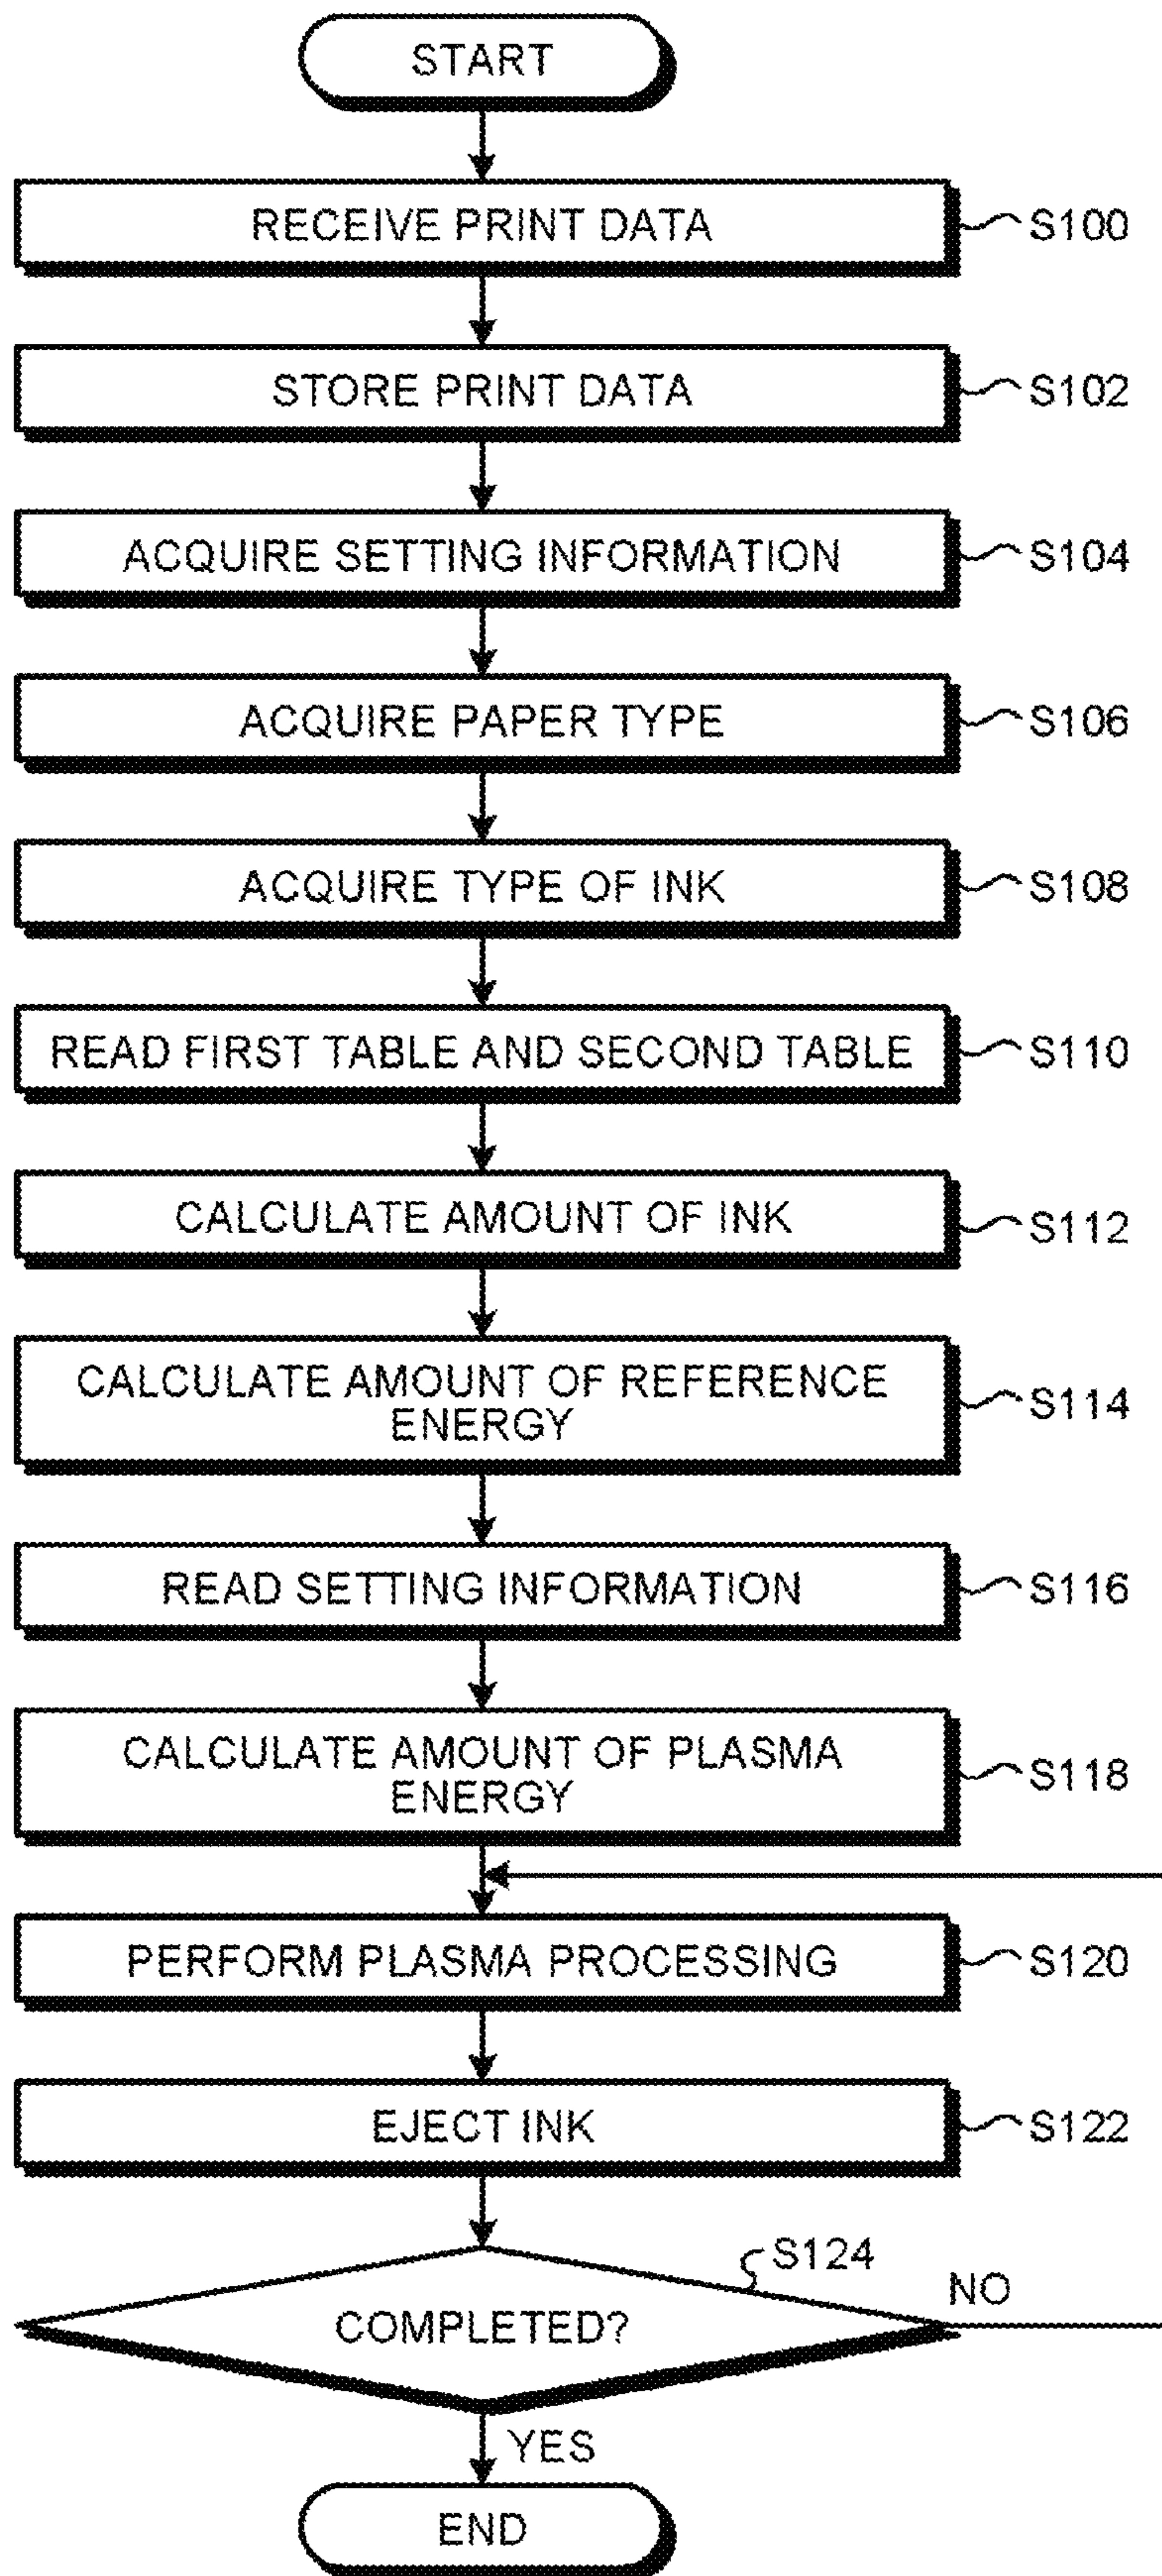 START
RECEIVE PRINT DATA
S100
STORE PRINT DATA
S102
ACQUIRE SETTING INFORMATION
S104
ACQUIRE PAPER TYPE
S106
ACQUIRE TYPE OF INK
S108
READ FIRST TABLE AND SECOND TABLE
S110
CALCULATE AMOUNT OF INK
S112
CALCULATE AMOUNT OF REFERENCE
ENERGY
S114
READ SETTING INFORMATION
S116
CALCULATE AMOUNT OF PLASMA
ENERGY
S118
PERFORM PLASMA PROCESSING
S120
EJECT INK
S122
S124
COMPLETED?
NO
YES
END